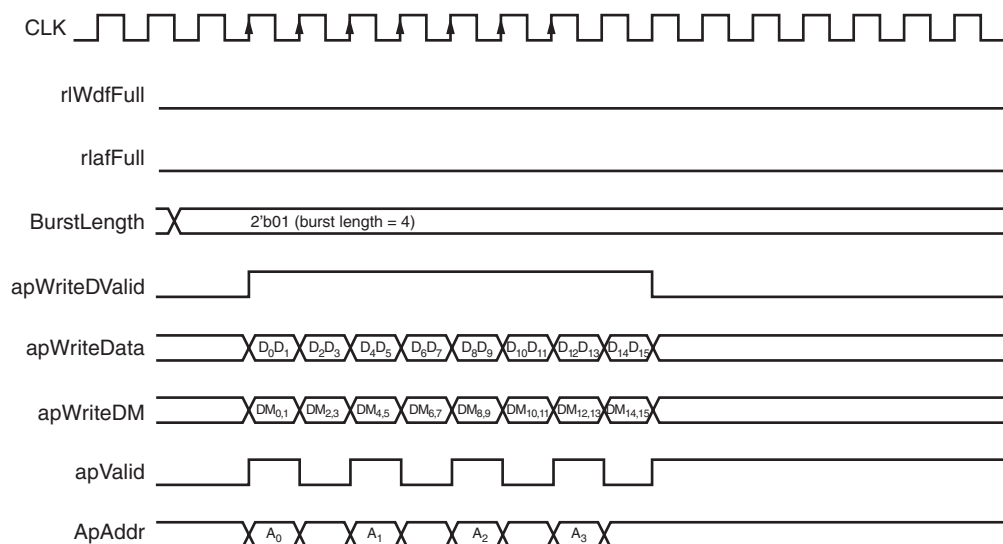 CLK
rlWdfFull
rlafFull
BurstLength 2'b01 (burst length = 4)
apWriteDValid
apWriteData D0D1 D2D3 D4D5 D6D7 D8D9 D10D11 D12D13 D14D15
apWriteDM DM0,1 DM2,3 DM4,5 DM6,7 DM8,9 DM10,11 DM12,13 DM14,15
apValid
ApAddr A0 A1 A2 A3